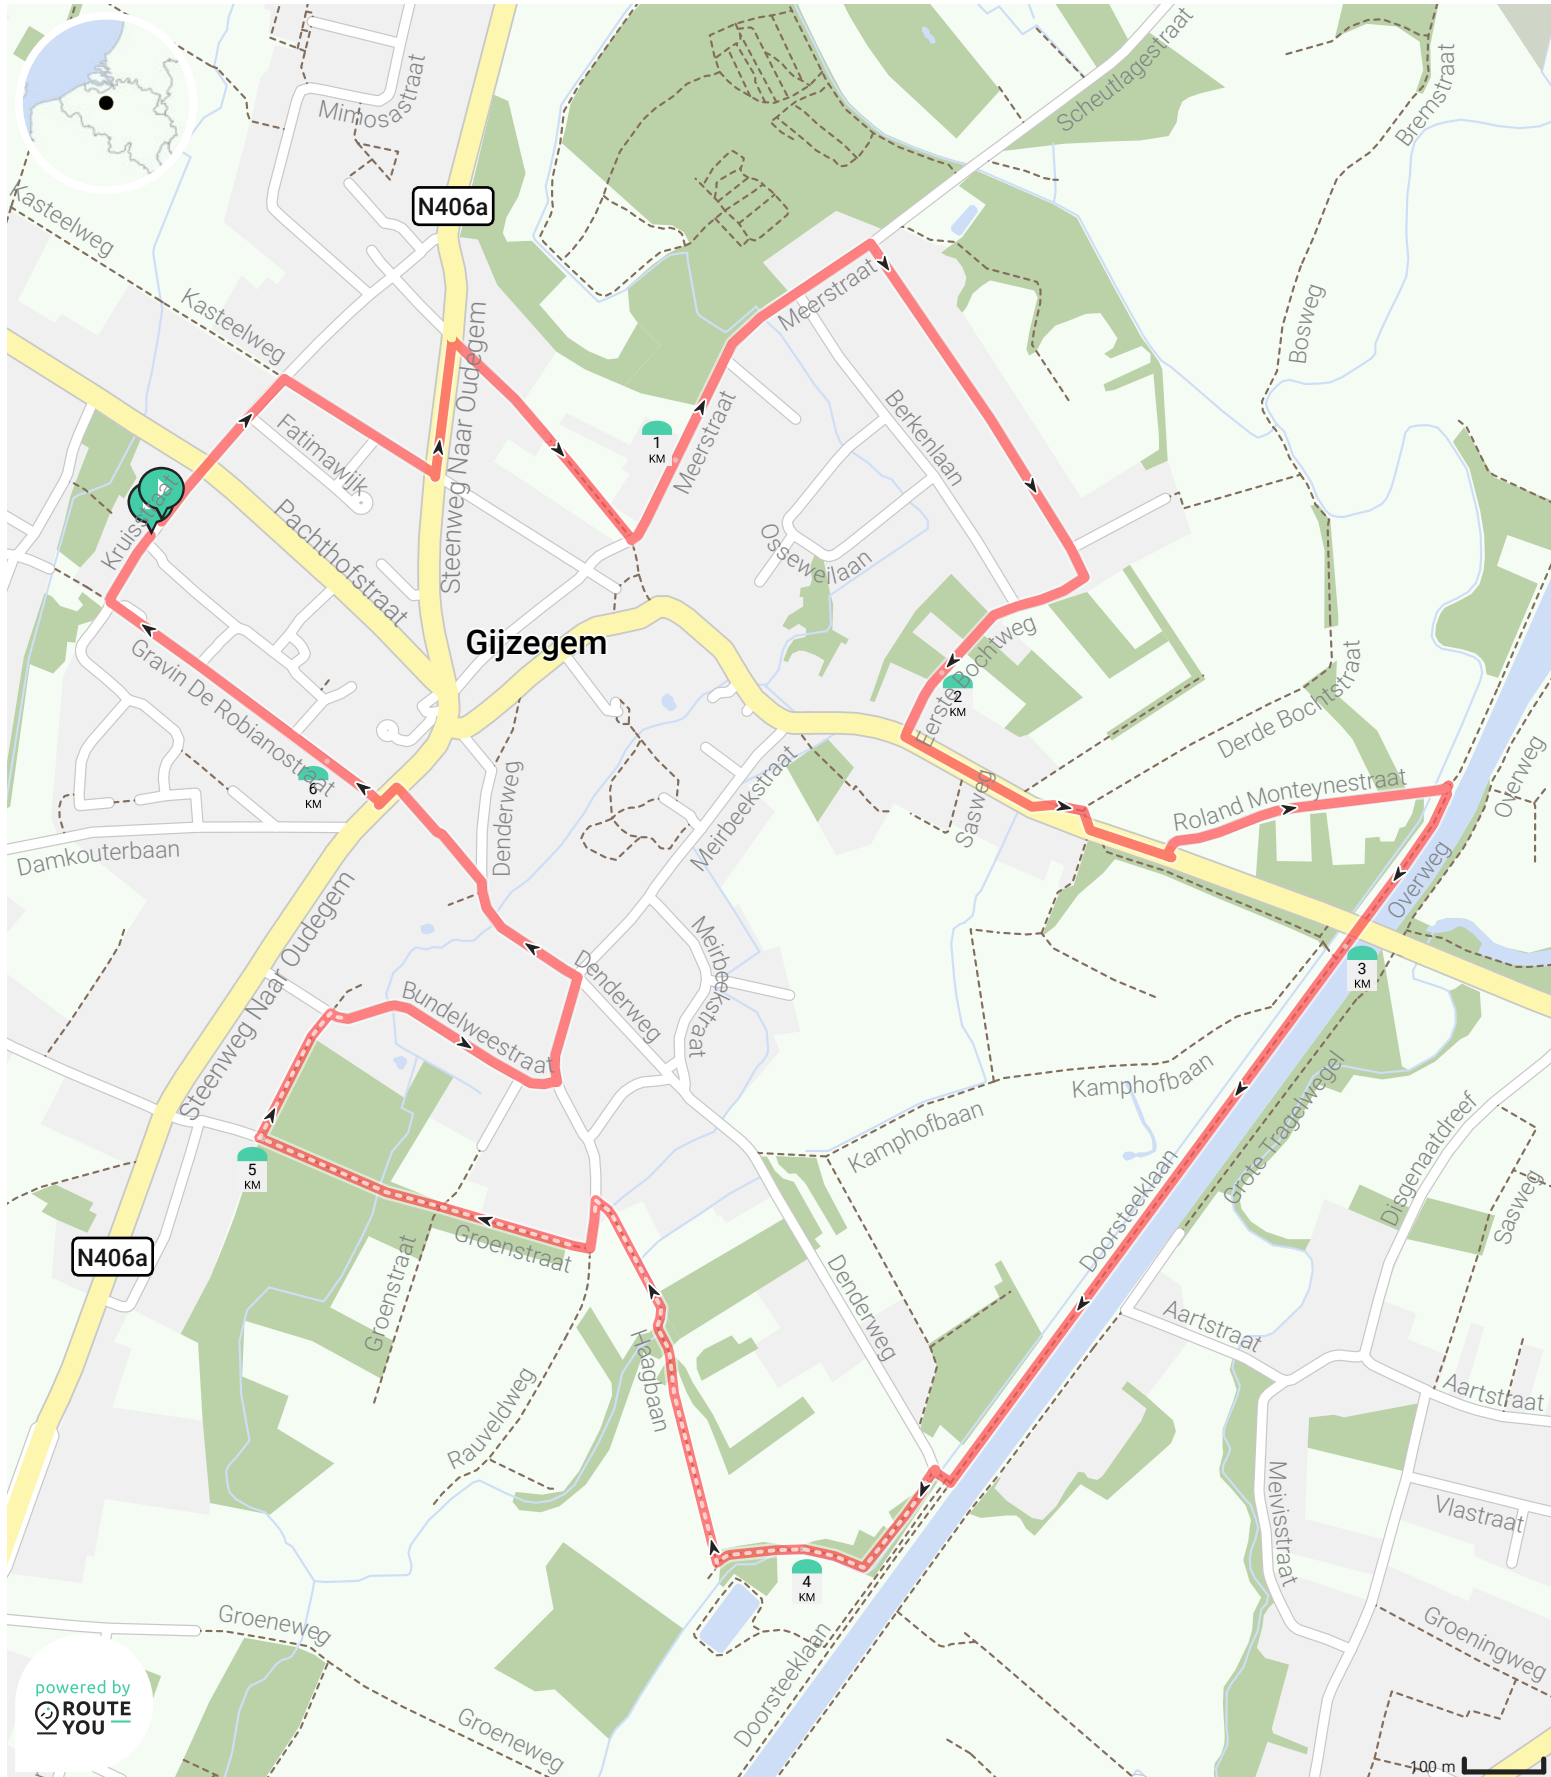 Mimosastraat
Scheutlagestraat
Bremstraat
Kasteelweg
N406a
Kasteelweg
Meerstraat
Bosweg
Steenweg Naar Oudegem
Fatimawijk
1
KM
Meerstraat
Berkenlaan
Pachthofstraat
Osseweilaan
Gijzegem
Gravin De Robianostraat
Eerste Bochtweg
2
KM
Derde Bochtstraat
Overweg
6
KM
Denderweg
Meirbeekstraat
Sasweg
Roland Monteynestraat
Damkouterbaan
Overweg
Steenweg Naar Oudegem
Meirbeekstraat
Denderweg
3
KM
Bundelweestraat
Kamphofbaan
Kamphofbaan
Grote Tragelwegel
Disgenaatdreef
5
KM
Doorsteeklaan
Sasweg
N406a
Groenstraat
Groenstraat
Denderweg
Aartstraat
Haagbaan
Aartstraat
Rauveldweg
Meivisstraat
Vlastraat
4
KM
Groeneweg
Doorsteeklaan
Groeningweg
powered by
ROUTE
YOU
Groeneweg
100 m